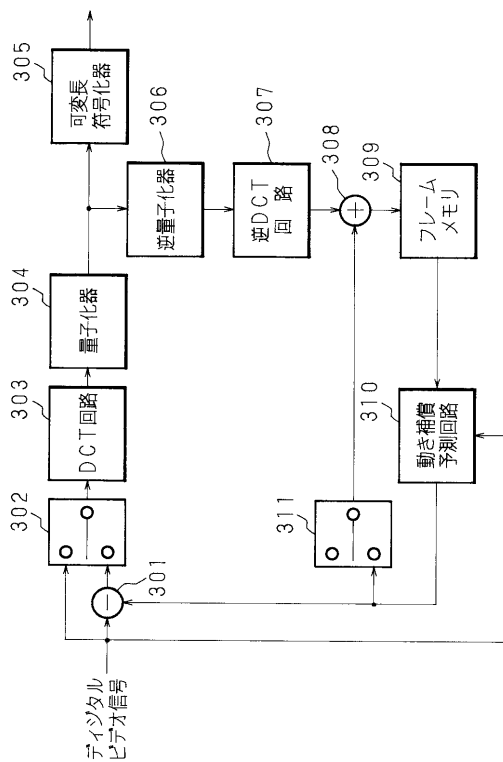 ディジタル
ビデオ信号
301
302
303
DCT回路
304
量子化器
305
可変長
符号化器
306
逆量子化器
307
逆DCT
回路
308
309
フレーム
メモリ
310
動き補償
予測回路
311